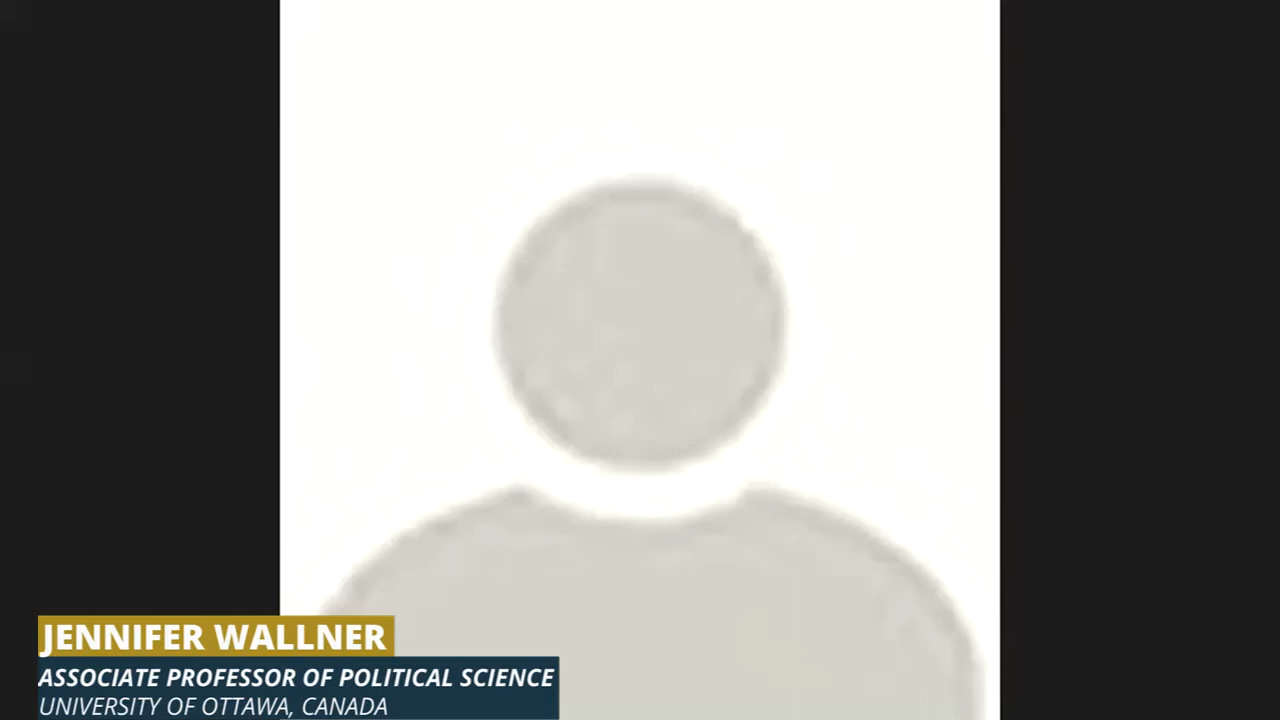 JENNIFER WALLNER
ASSOCIATE PROFESSOR OF POLITICAL SCIENCE
UNIVERSITY OF OTTAWA, CANADA